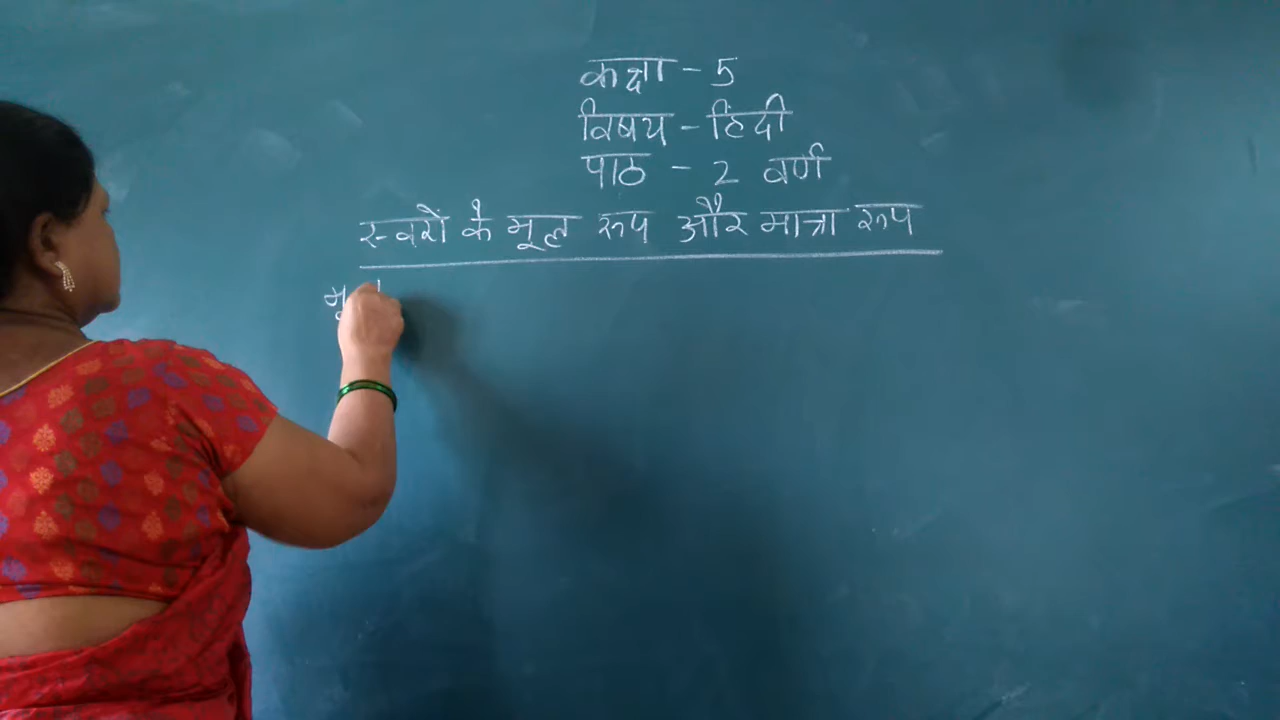 कक्षा - 5
विषय - हिंदी
पाठ - 2 वर्ण
स्वरों के मूल रूप और मात्रा रूप